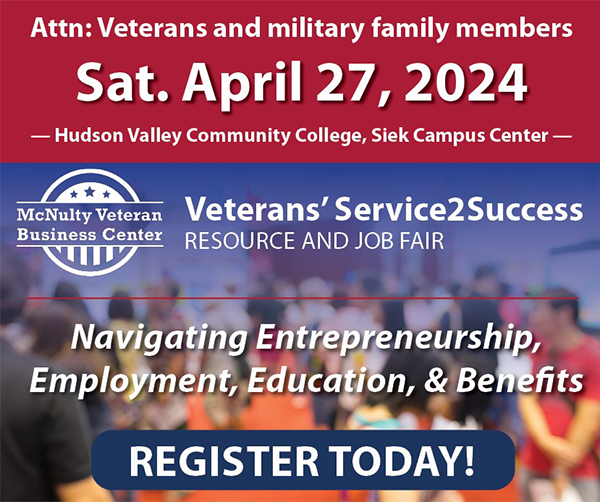 Attn: Veterans and military family members
Sat. April 27, 2024
— Hudson Valley Community College, Siek Campus Center —
McNulty Veteran
Business Center
Veterans’ Service2Success
RESOURCE AND JOB FAIR
Navigating Entrepreneurship,
Employment, Education, & Benefits
REGISTER TODAY!